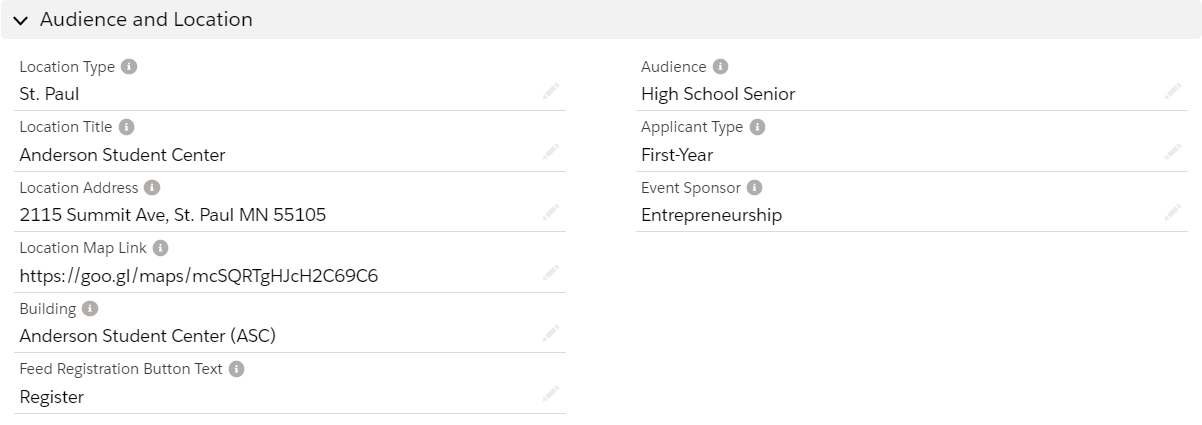 Audience and Location
Location Type
St. Paul
Location Title
Anderson Student Center
Location Address
2115 Summit Ave, St. Paul MN 55105
Location Map Link
https://goo.gl/maps/mcSQRTgHJcH2C69C6
Building
Anderson Student Center (ASC)
Feed Registration Button Text
Register
Audience
High School Senior
Applicant Type
First-Year
Event Sponsor
Entrepreneurship